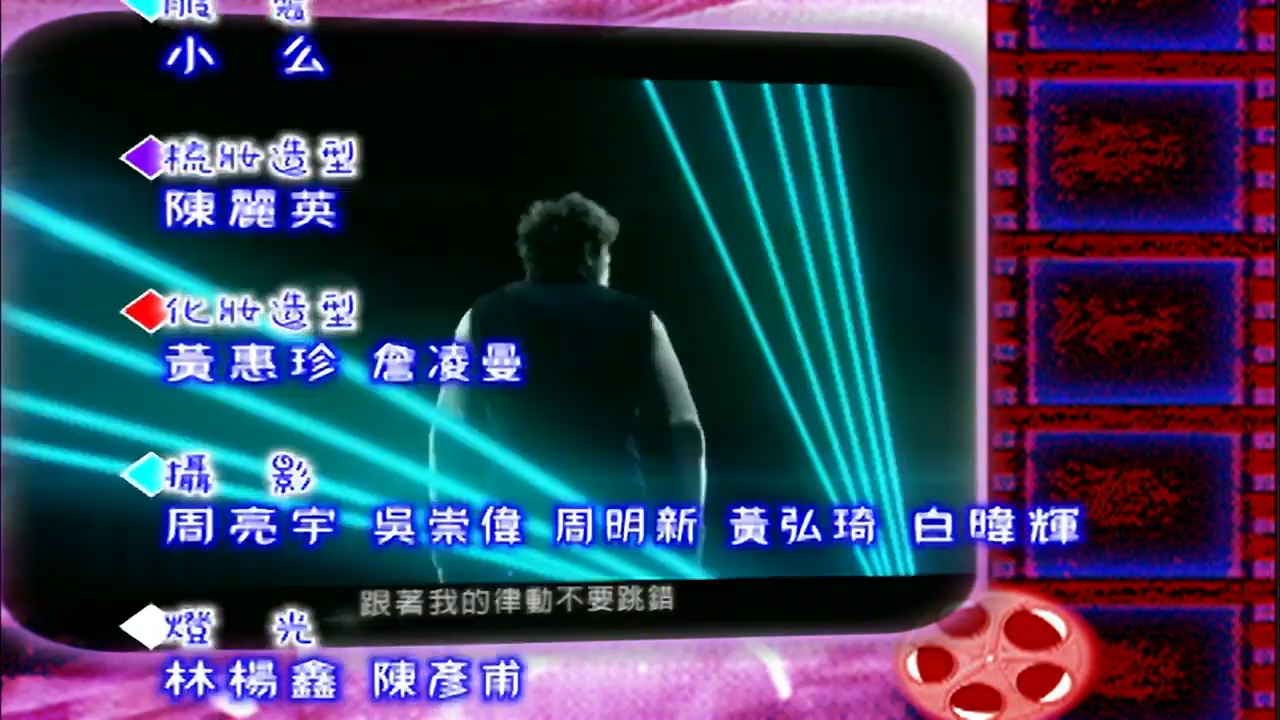 小 么
梳妝造型
陳麗英
化妝造型
黃惠珍 詹凌曼
攝 影
周亮宇 吳崇偉 周明新 黃弘琦 白暐輝
跟著我的律動不要跳錯
燈 光
林楊鑫 陳彥甫